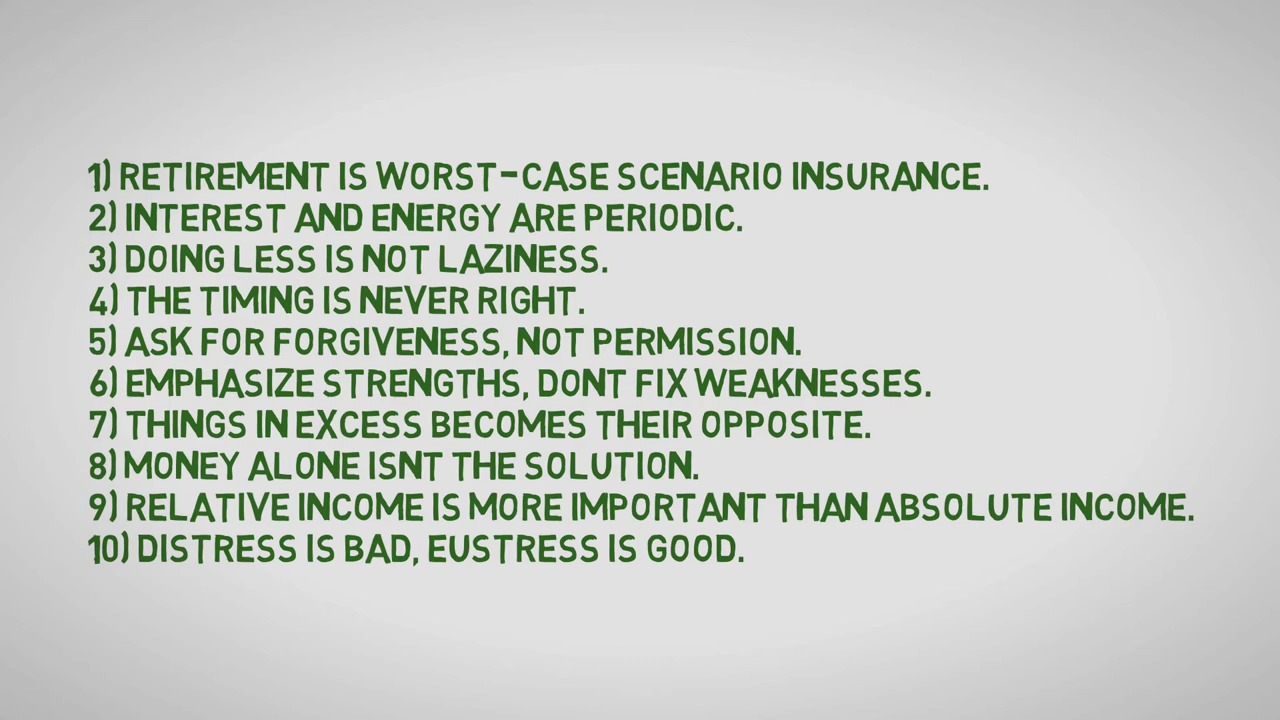 1) RETIREMENT IS WORST-CASE SCENARIO INSURANCE.
2) INTEREST AND ENERGY ARE PERIODIC.
3) DOING LESS IS NOT LAZINESS.
4) THE TIMING IS NEVER RIGHT.
5) ASK FOR FORGIVENESS, NOT PERMISSION.
6) EMPHASIZE STRENGTHS, DONT FIX WEAKNESSES.
7) THINGS IN EXCESS BECOMES THEIR OPPOSITE.
8) MONEY ALONE ISNT THE SOLUTION.
9) RELATIVE INCOME IS MORE IMPORTANT THAN ABSOLUTE INCOME.
10) DISTRESS IS BAD, EUSTRESS IS GOOD.